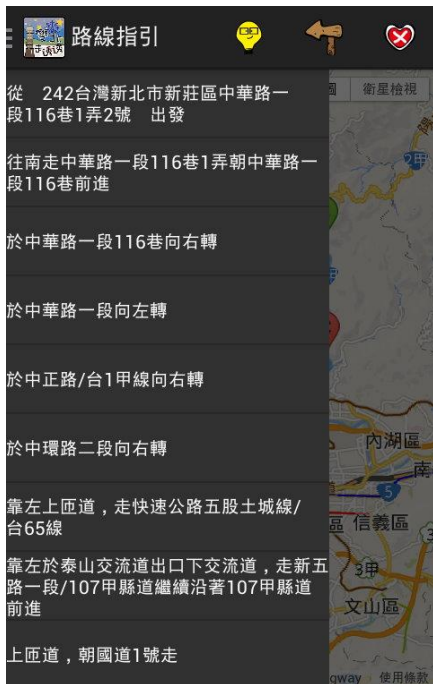 路線指引
從 242台灣新北市新莊區中華路一
段116巷1弄2號 出發
往南走中華路一段116巷1弄朝中華路一
段116巷前進
於中華路一段116巷向右轉
於中華路一段向左轉
於中正路/台1甲線向右轉
於中環路二段向右轉
靠左上匝道，走快速公路五股土城線/
台65線
靠左於泰山交流道出口下交流道，走新五
路一段/107甲縣道繼續沿著107甲縣道
前進
上匝道，朝國道1號走
圖
衛星檢視
2甲
內湖區
南
5
區
信義區
3甲
文山區
使用條款